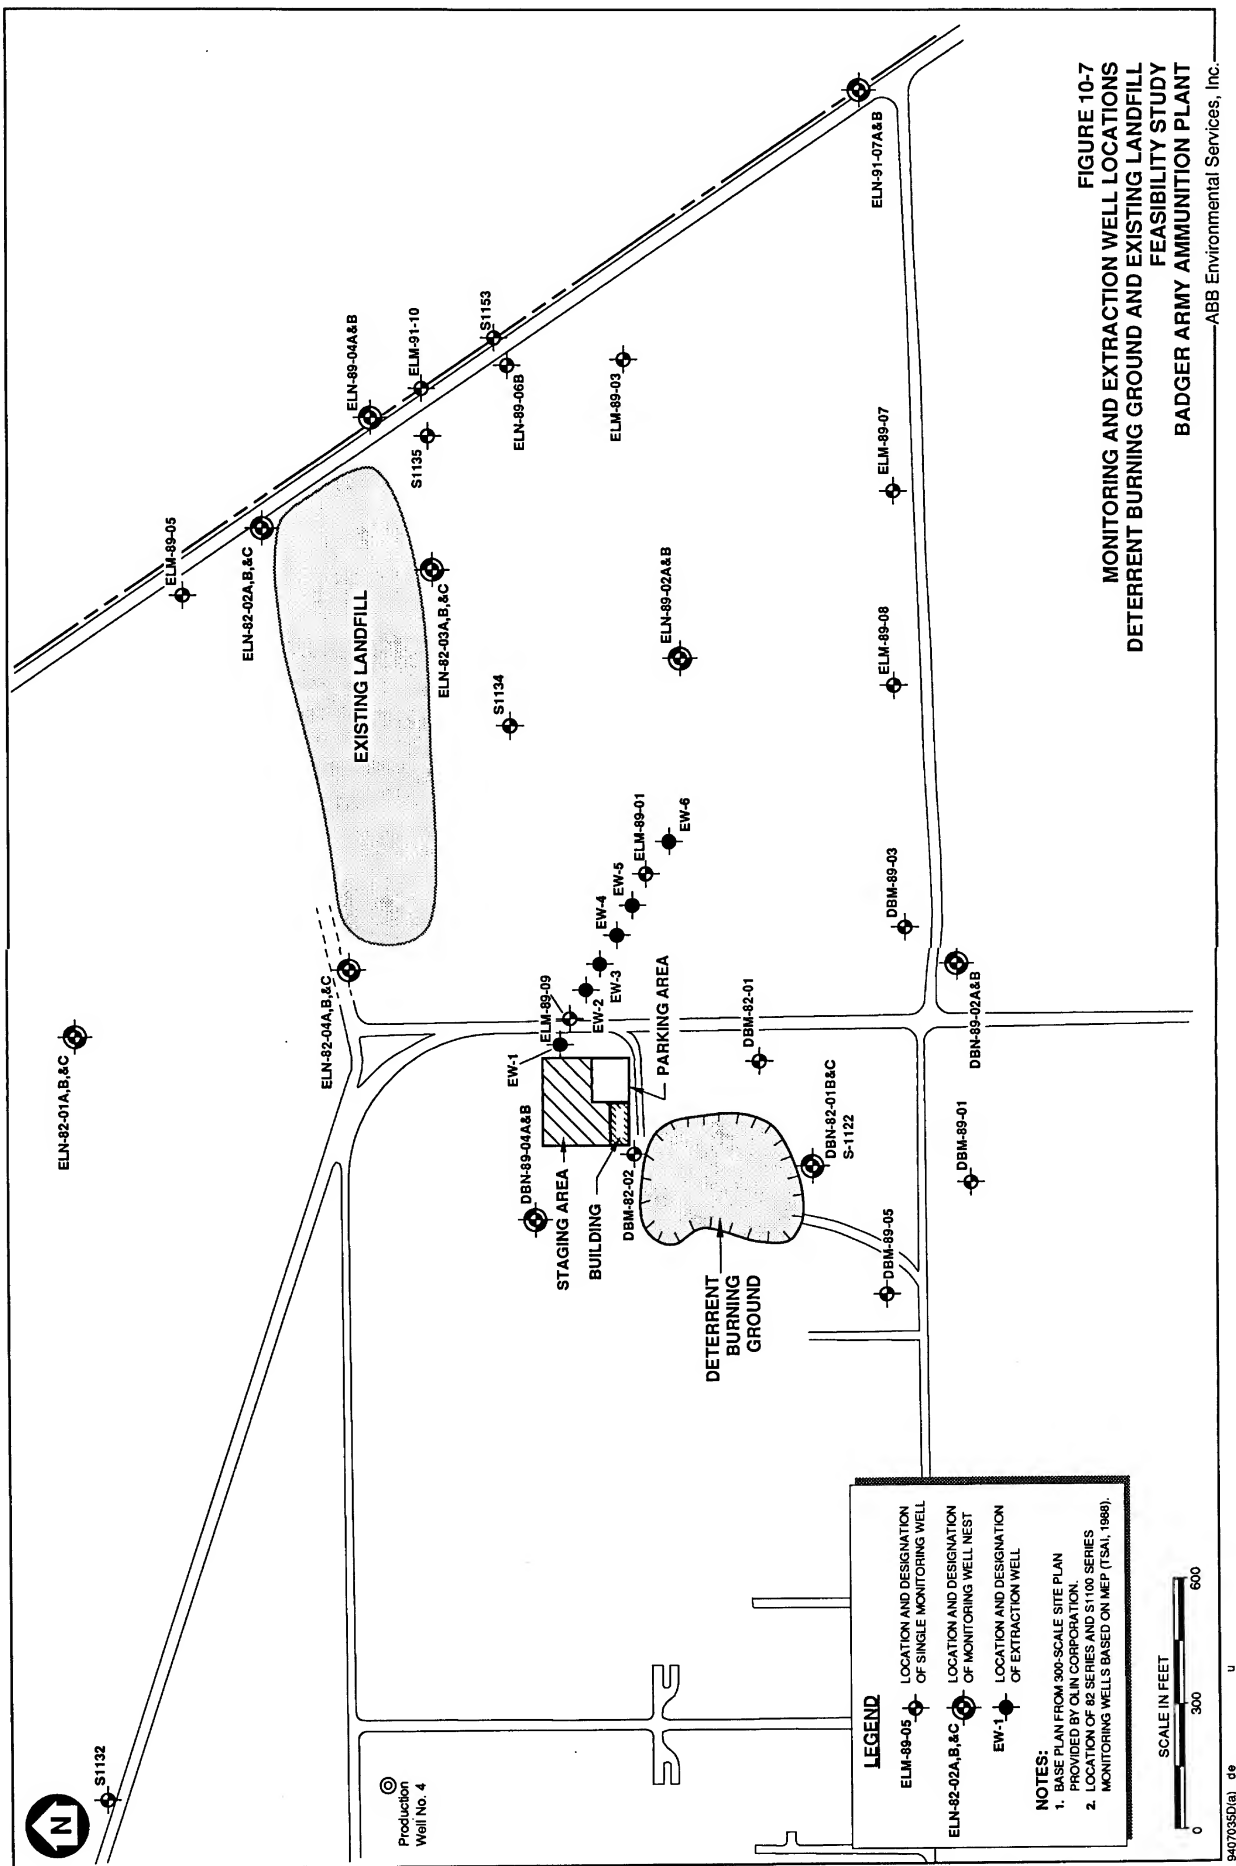 N
S1132
ELN-82-01A,B,&C
ELM-89-05
ELN-82-02A,B,&C
ELN-89-04A&B
ELM-91-10
S1153
S1135
ELN-89-06B
ELM-89-03
ELN-82-04A,B,&C
EXISTING LANDFILL
ELN-82-03A,B,&C
S1134
ELN-89-02A&B
Production
Well No. 4
DBN-89-04A&B
STAGING AREA
BUILDING
DBM-82-02
EW-1
ELM-89-09
EW-2
EW-3
EW-4
EW-5
ELM-89-01
EW-6
PARKING AREA
DETERRENT
BURNING
GROUND
DBM-82-01
DBN-82-01B&C
S-1122
DBM-89-05
DBM-89-01
DBM-89-03
DBN-89-02A&B
ELM-89-08
ELM-89-07
ELN-91-07A&B
LEGEND
ELM-89-05
LOCATION AND DESIGNATION
OF SINGLE MONITORING WELL
ELN-82-02A,B,&C
LOCATION AND DESIGNATION
OF MONITORING WELL NEST
EW-1
LOCATION AND DESIGNATION
OF EXTRACTION WELL
NOTES:
1. BASE PLAN FROM 300-SCALE SITE PLAN
PROVIDED BY OLIN CORPORATION.
2. LOCATION OF 82 SERIES AND S1100 SERIES
MONITORING WELLS BASED ON MEP (TSAI, 1988).
SCALE IN FEET
0 300 600
FIGURE 10-7
MONITORING AND EXTRACTION WELL LOCATIONS
DETERRENT BURNING GROUND AND EXISTING LANDFILL
FEASIBILITY STUDY
BADGER ARMY AMMUNITION PLANT
ABB Environmental Services, Inc.
9407035D(a) de u